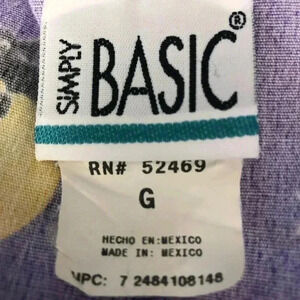 SIMPLY
BASIC®
RN# 52469
G
HECHO EN:MEXICO
MADE IN: MEXICO
MPC: 7 2484108148